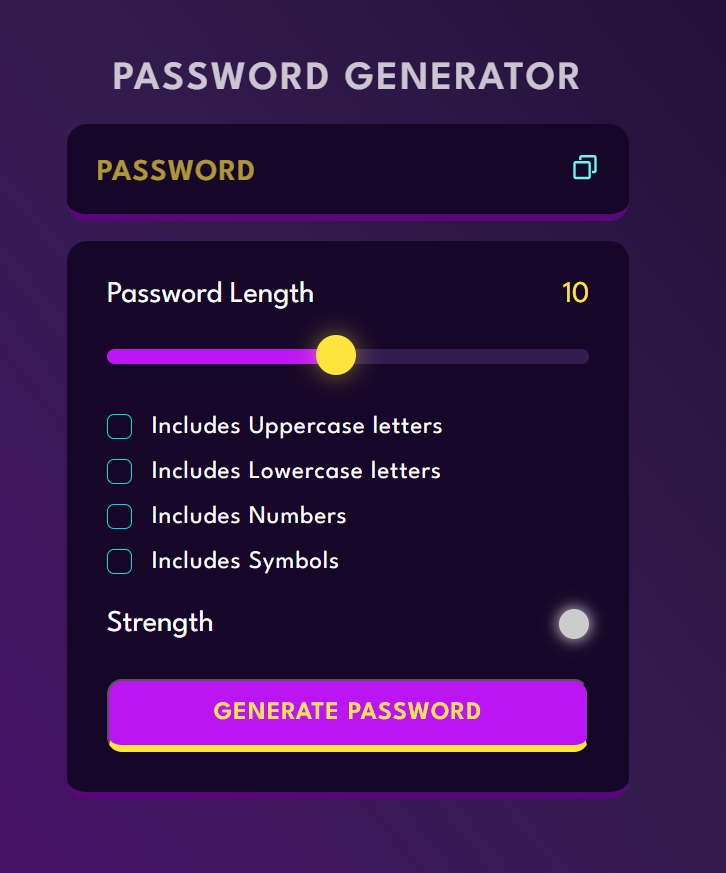 PASSWORD GENERATOR
PASSWORD
Password Length 10
Includes Uppercase letters
Includes Lowercase letters
Includes Numbers
Includes Symbols
Strength
GENERATE PASSWORD